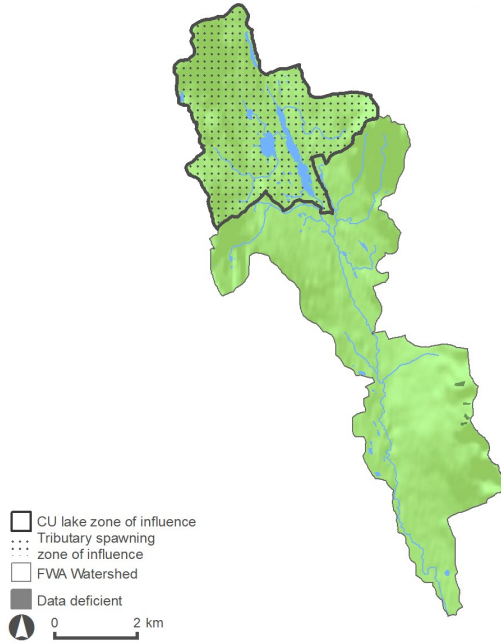 CU lake zone of influence
Tributary spawning
zone of influence
FWA Watershed
Data deficient
0 2 km